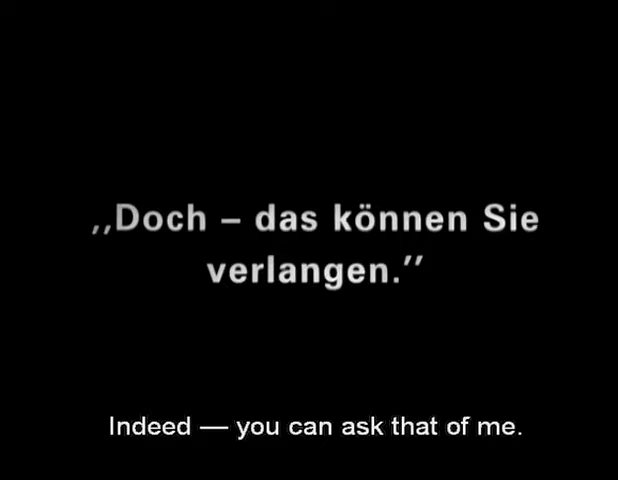 ,,Doch – das können Sie
verlangen.’’
Indeed — you can ask that of me.